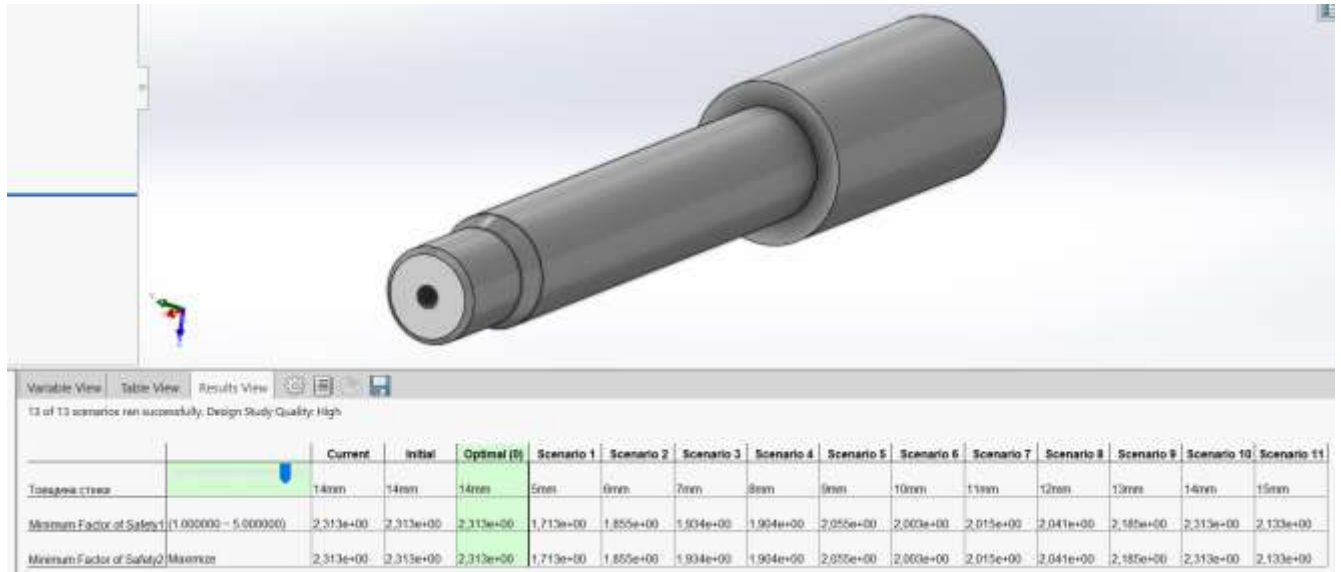 Variable View Table View Results View
13 of 13 scenarios ran successfully. Design Study Quality: High
Current Initial Optimal (0) Scenario 1 Scenario 2 Scenario 3 Scenario 4 Scenario 5 Scenario 6 Scenario 7 Scenario 8 Scenario 9 Scenario 10 Scenario 11
Толщина стенки 14mm 14mm 14mm 5mm 6mm 7mm 8mm 9mm 10mm 11mm 12mm 13mm 14mm 15mm
Minimum Factor of Safety1 (1.000000 ~ 5.000000) 2,313e+00 2,313e+00 2,313e+00 1,713e+00 1,855e+00 1,934e+00 1,904e+00 2,055e+00 2,003e+00 2,015e+00 2,041e+00 2,185e+00 2,313e+00 2,133e+00
Minimum Factor of Safety2 Maximize 2,313e+00 2,313e+00 2,313e+00 1,713e+00 1,855e+00 1,934e+00 1,904e+00 2,055e+00 2,003e+00 2,015e+00 2,041e+00 2,185e+00 2,313e+00 2,133e+00